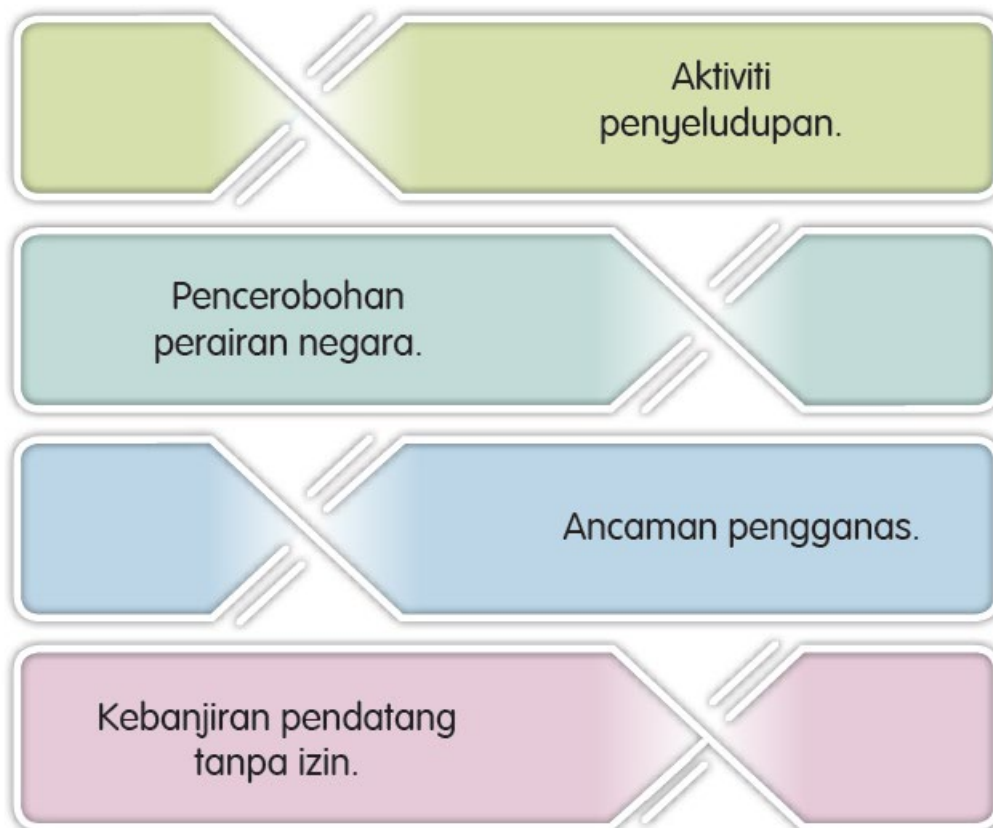 Aktiviti
penyeludupan.
Pencerobohan
perairan negara.
Ancaman pengganas.
Kebanjiran pendatang
tanpa izin.